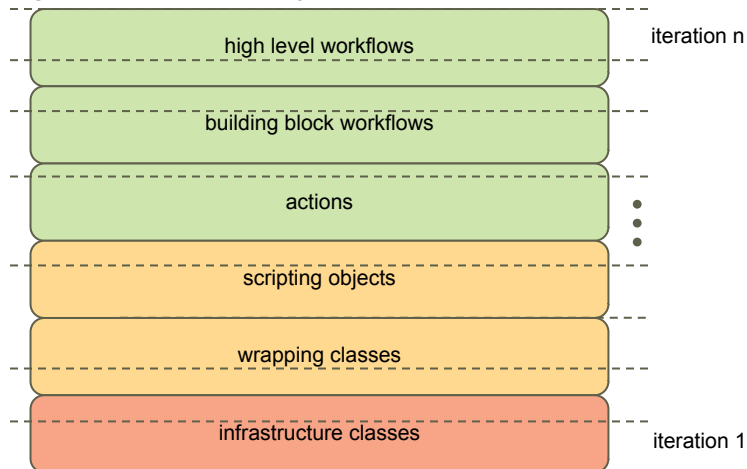 high level workflows
iteration n
building block workflows
actions
scripting objects
wrapping classes
infrastructure classes
iteration 1